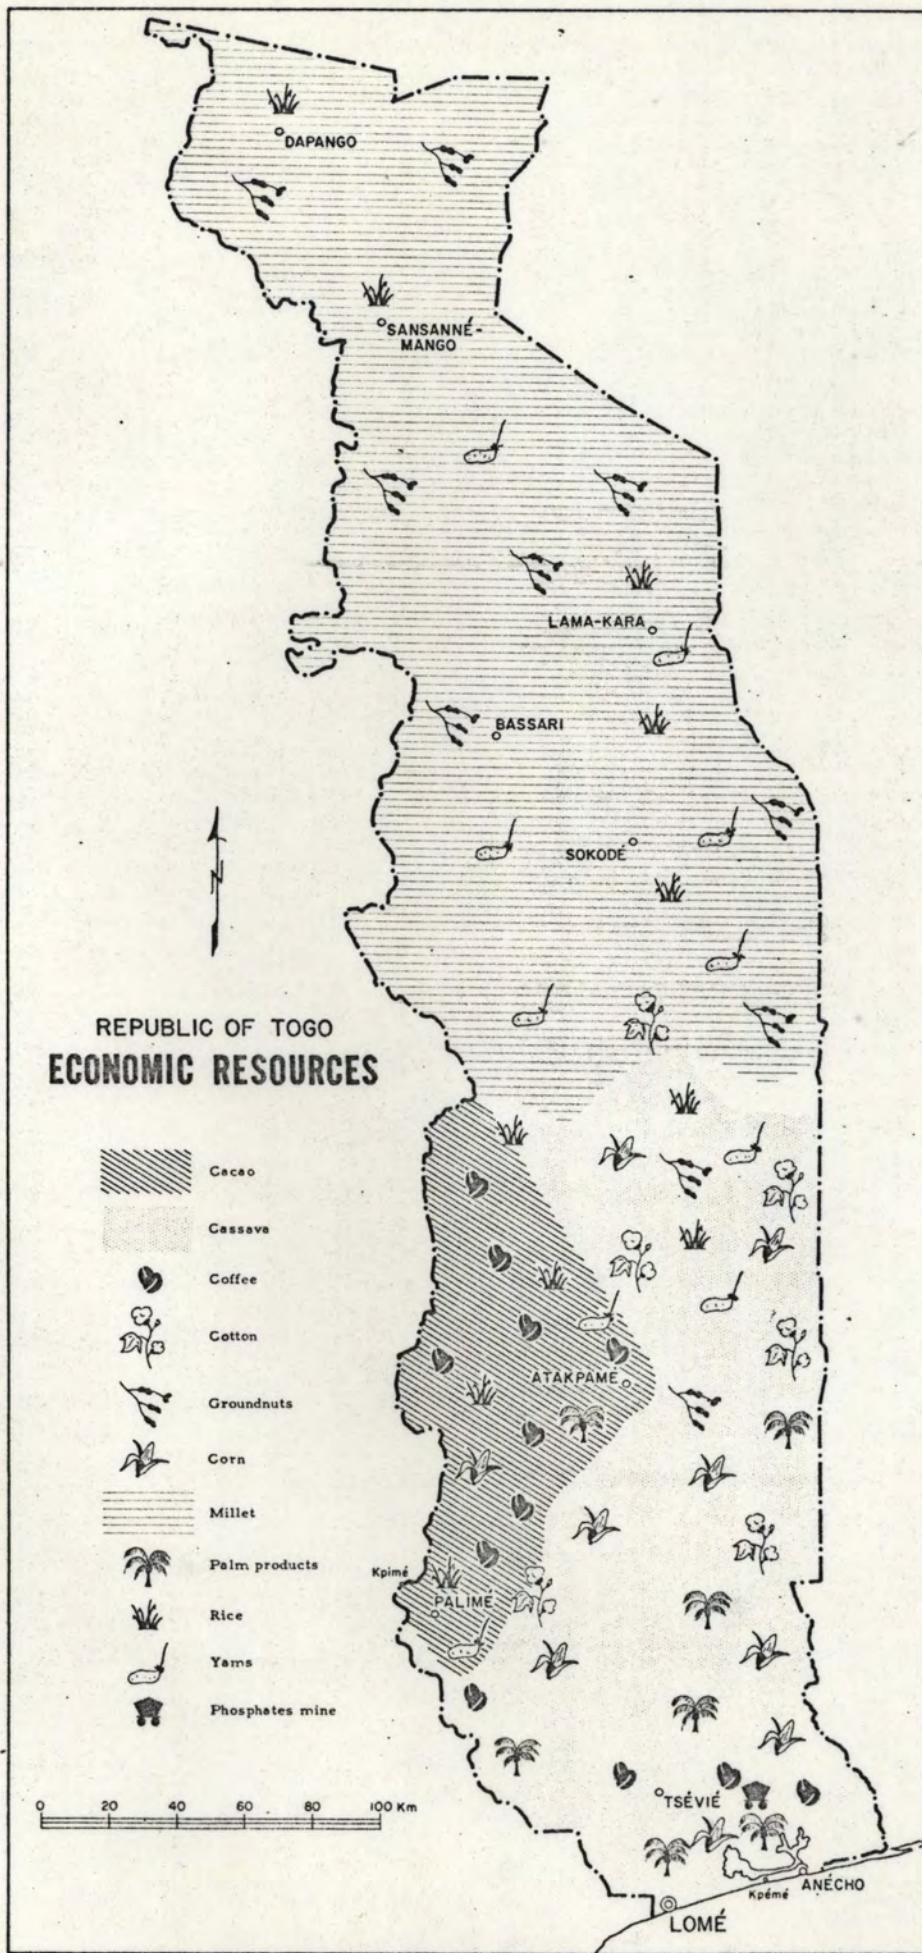 DAPANGO
SANSANNÉ-
MANGO
LAMA-KARA
BASSARI
SOKODÉ
REPUBLIC OF TOGO
ECONOMIC RESOURCES
Cacao
Cassava
Coffee
Cotton
Groundnuts
Corn
Millet
Palm products
Rice
Yams
Phosphates mine
0 20 40 60 80 100 Km
ATAKPAMÉ
Kpimé
PALIMÉ
TSÉVIÉ
ANÉCHO
Kpémé
LOMÉ